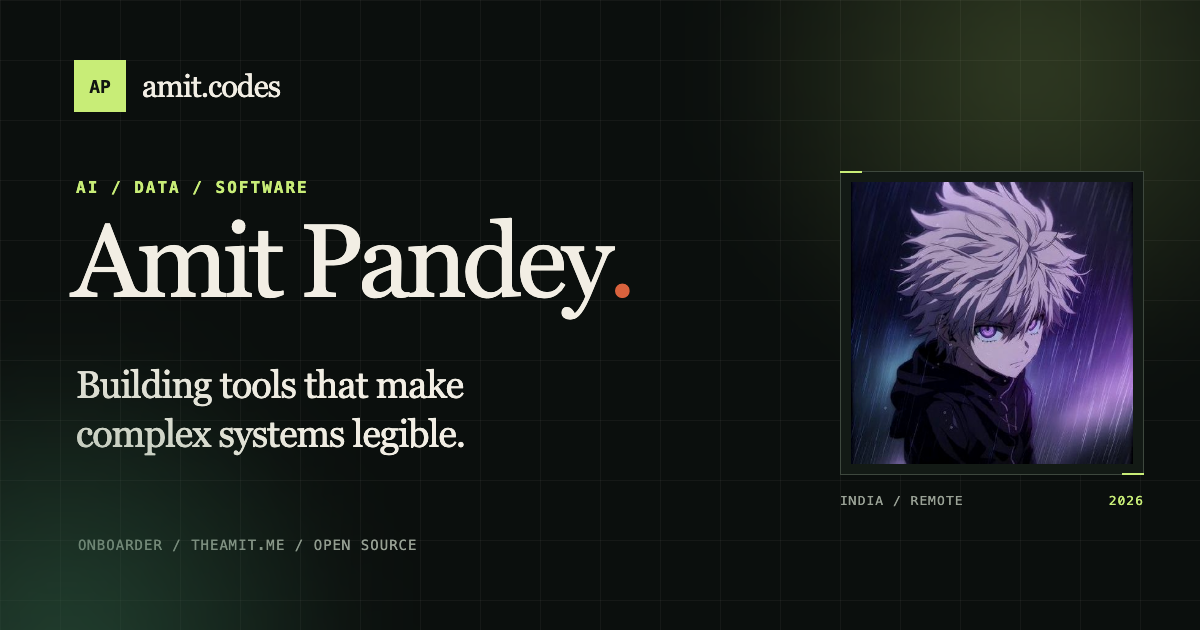 AP
amit.codes
AI / DATA / SOFTWARE
Amit Pandey.
Building tools that make
complex systems legible.
INDIA / REMOTE
2026
ONBOARDER / THEAMIT.ME / OPEN SOURCE